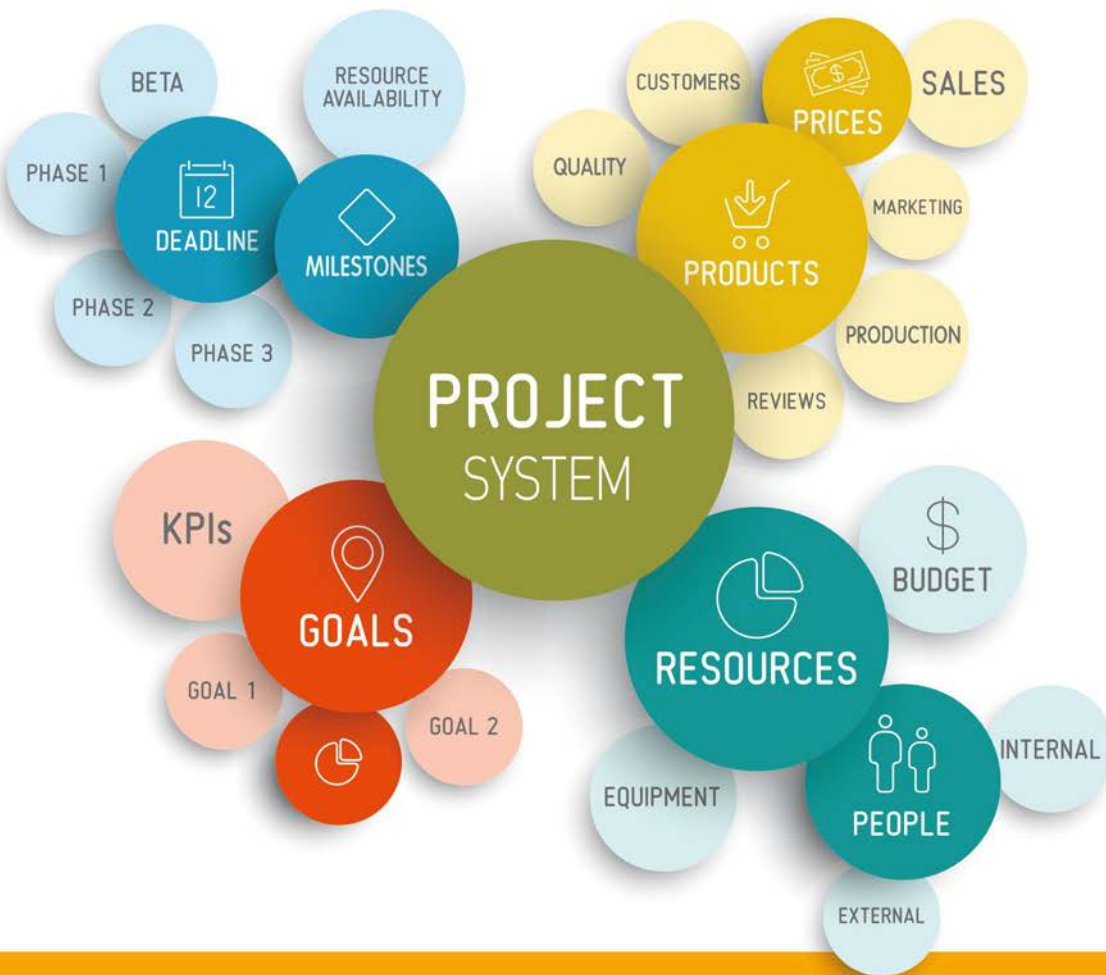 BETA
RESOURCE
AVAILABILITY
PHASE 1
12
DEADLINE
MILESTONES
PHASE 2
PHASE 3
CUSTOMERS
$
PRICES
SALES
QUALITY
MARKETING
PRODUCTS
PRODUCTION
REVIEWS
PROJECT
SYSTEM
KPIs
GOALS
GOAL 1
GOAL 2
$
BUDGET
RESOURCES
EQUIPMENT
PEOPLE
INTERNAL
EXTERNAL